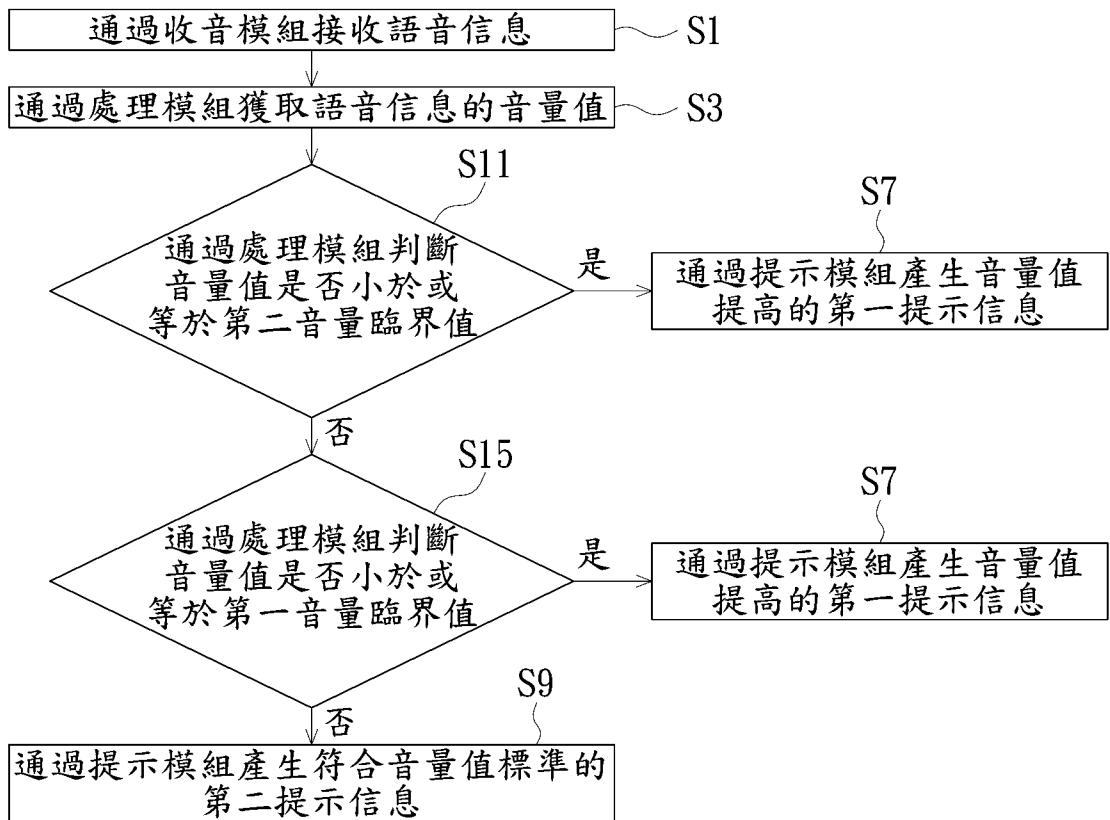 通過收音模組接收語音信息
S1
通過處理模組獲取語音信息的音量值
S3
S11
通過處理模組判斷
音量值是否小於或
等於第二音量臨界值
是
S7
通過提示模組產生音量值
提高的第一提示信息
否
S15
通過處理模組判斷
音量值是否小於或
等於第一音量臨界值
是
S7
通過提示模組產生音量值
提高的第一提示信息
否
S9
通過提示模組產生符合音量值標準的
第二提示信息